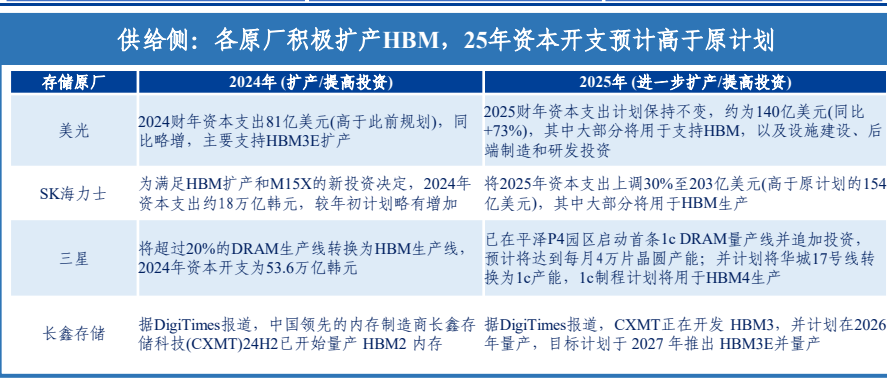 供给侧：各原厂积极扩产HBM，25年资本开支预计高于原计划
存储原厂 2024年 (扩产/提高投资) 2025年 (进一步扩产/提高投资)
美光
2024财年资本支出81亿美元(高于此前规划)，同
比略增，主要支持HBM3E扩产
2025财年资本支出计划保持不变，约为140亿美元(同比
+73%)，其中大部分将用于支持HBM，以及设施建设、后
端制造和研发投资
SK海力士
为满足HBM扩产和M15X的新投资决定，2024年
资本支出约18万亿韩元，较年初计划略有增加
将2025年资本支出上调30%至203亿美元(高于原计划的154
亿美元)，其中大部分将用于HBM生产
三星
将超过20%的DRAM生产线转换为HBM生产线，
2024年资本开支为53.6万亿韩元
已在平泽P4园区启动首条1c DRAM量产线并追加投资，
预计将达到每月4万片晶圆产能；并计划将华城17号线转
换为1c产能，1c制程计划将用于HBM4生产
长鑫存储
据DigiTimes报道，中国领先的内存制造商长鑫存
储科技(CXMT)24H2已开始量产 HBM2 内存
据DigiTimes报道，CXMT正在开发 HBM3，并计划在2026
年量产，目标计划于 2027 年推出 HBM3E并量产